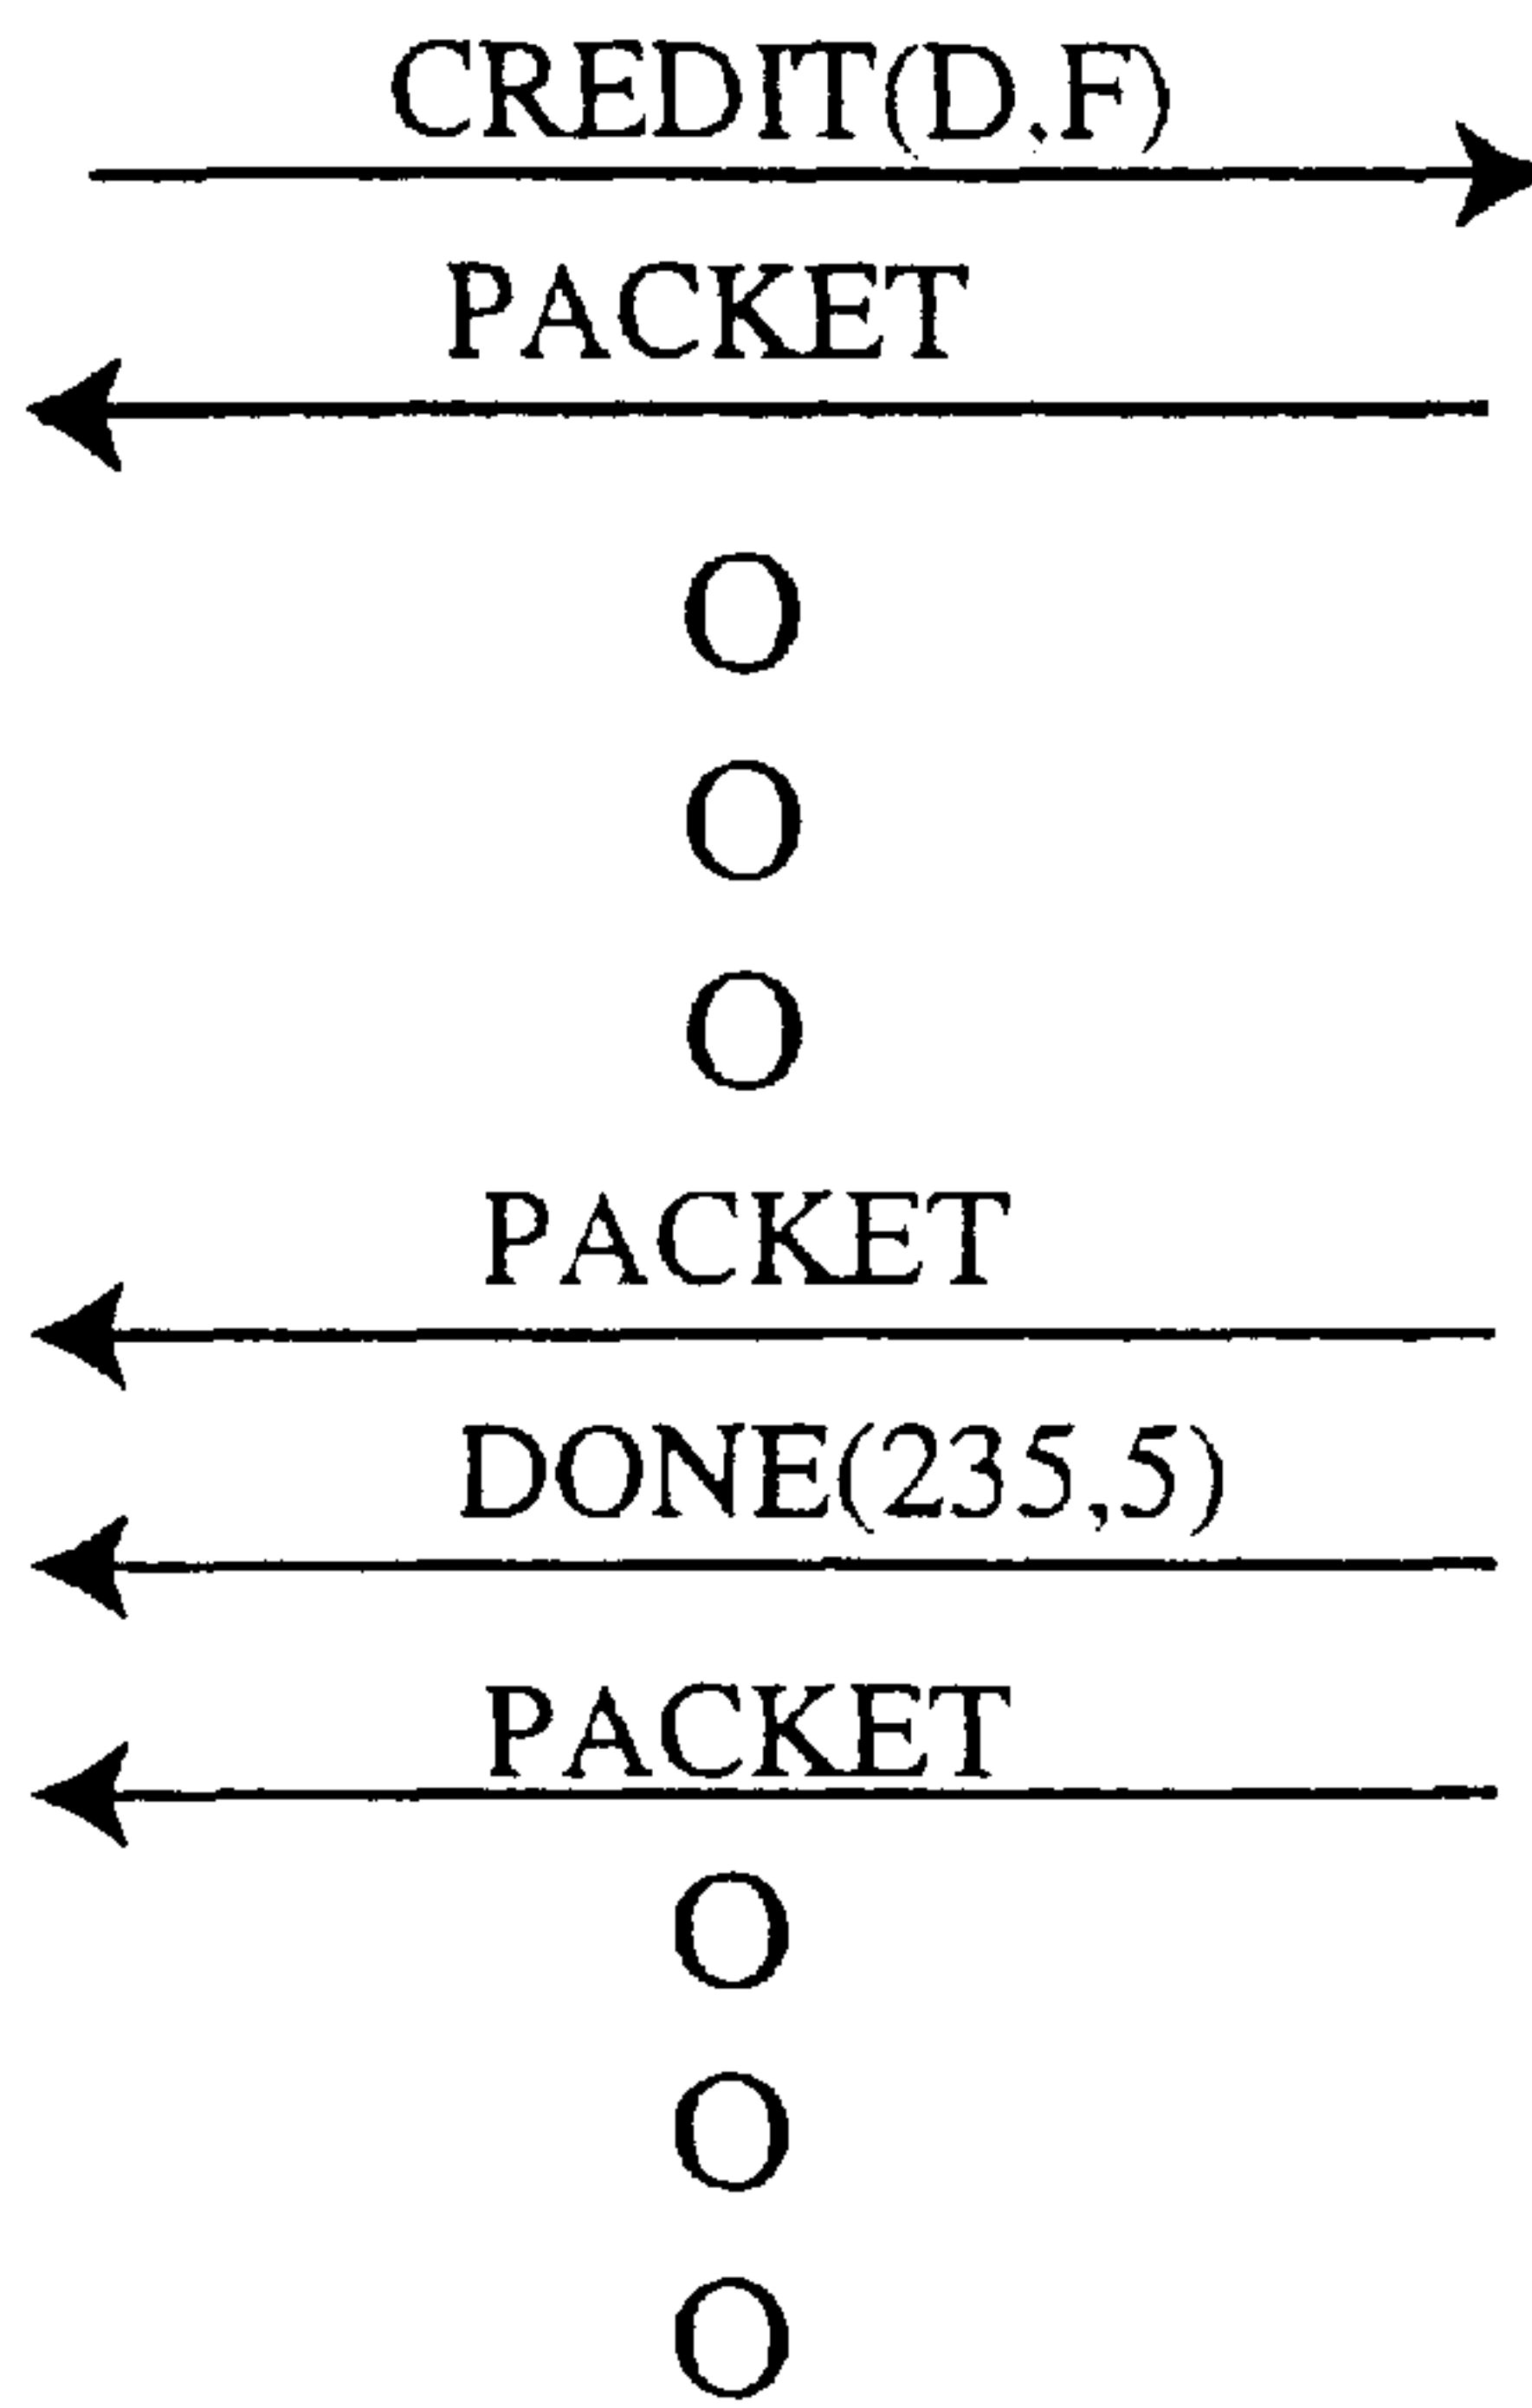 CREDIT(D,F)
PACKET
O
O
O
PACKET
DONE(235,5)
PACKET
O
O
O